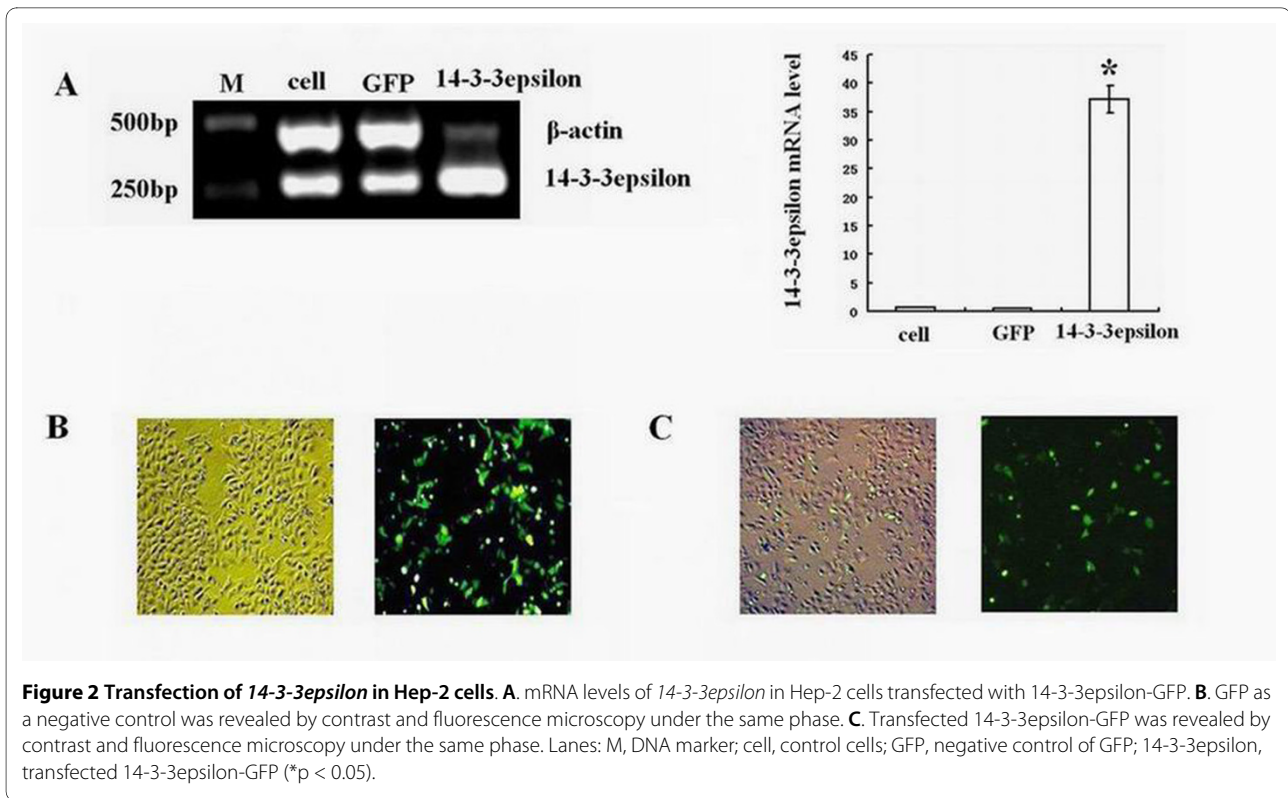 A
M cell GFP 14-3-3epsilon
500bp
β-actin
250bp
14-3-3epsilon
14-3-3epsilon mRNA level
45
40
35
30
25
20
15
10
5
0
*
cell GFP 14-3-3epsilon
B
C
Figure 2 Transfection of 14-3-3epsilon in Hep-2 cells. A. mRNA levels of 14-3-3epsilon in Hep-2 cells transfected with 14-3-3epsilon-GFP. B. GFP as
a negative control was revealed by contrast and fluorescence microscopy under the same phase. C. Transfected 14-3-3epsilon-GFP was revealed by
contrast and fluorescence microscopy under the same phase. Lanes: M, DNA marker; cell, control cells; GFP, negative control of GFP; 14-3-3epsilon,
transfected 14-3-3epsilon-GFP (*p < 0.05).